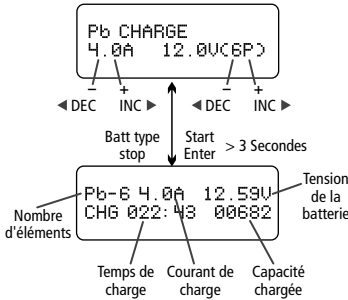 Pb CHARGE
4.0A 12.0V(6P)
– + – +
◄ DEC INC ► ◄ DEC INC ►
Batt type
stop
Start
Enter
> 3 Secondes
Pb-6 4.0A 12.59V
CHG 022:43 00682
Nombre
d'éléments
Tension
de la
batterie
Temps de
charge
Courant de
charge
Capacité
chargée